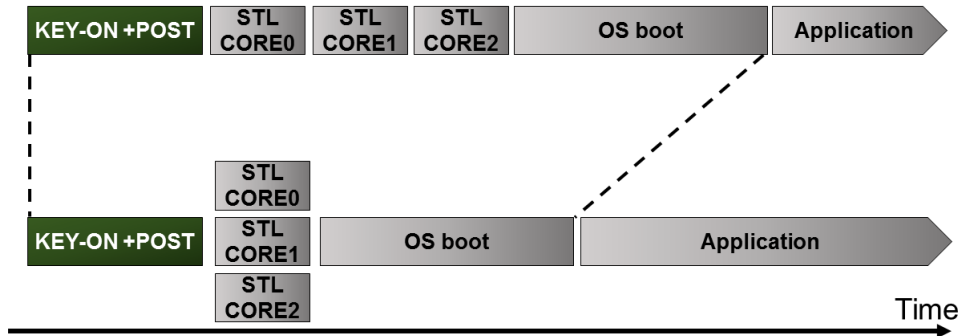 KEY-ON +POST
STL
CORE0
STL
CORE1
STL
CORE2
OS boot
Application
STL
CORE0
KEY-ON +POST
STL
CORE1
OS boot
Application
STL
CORE2
Time